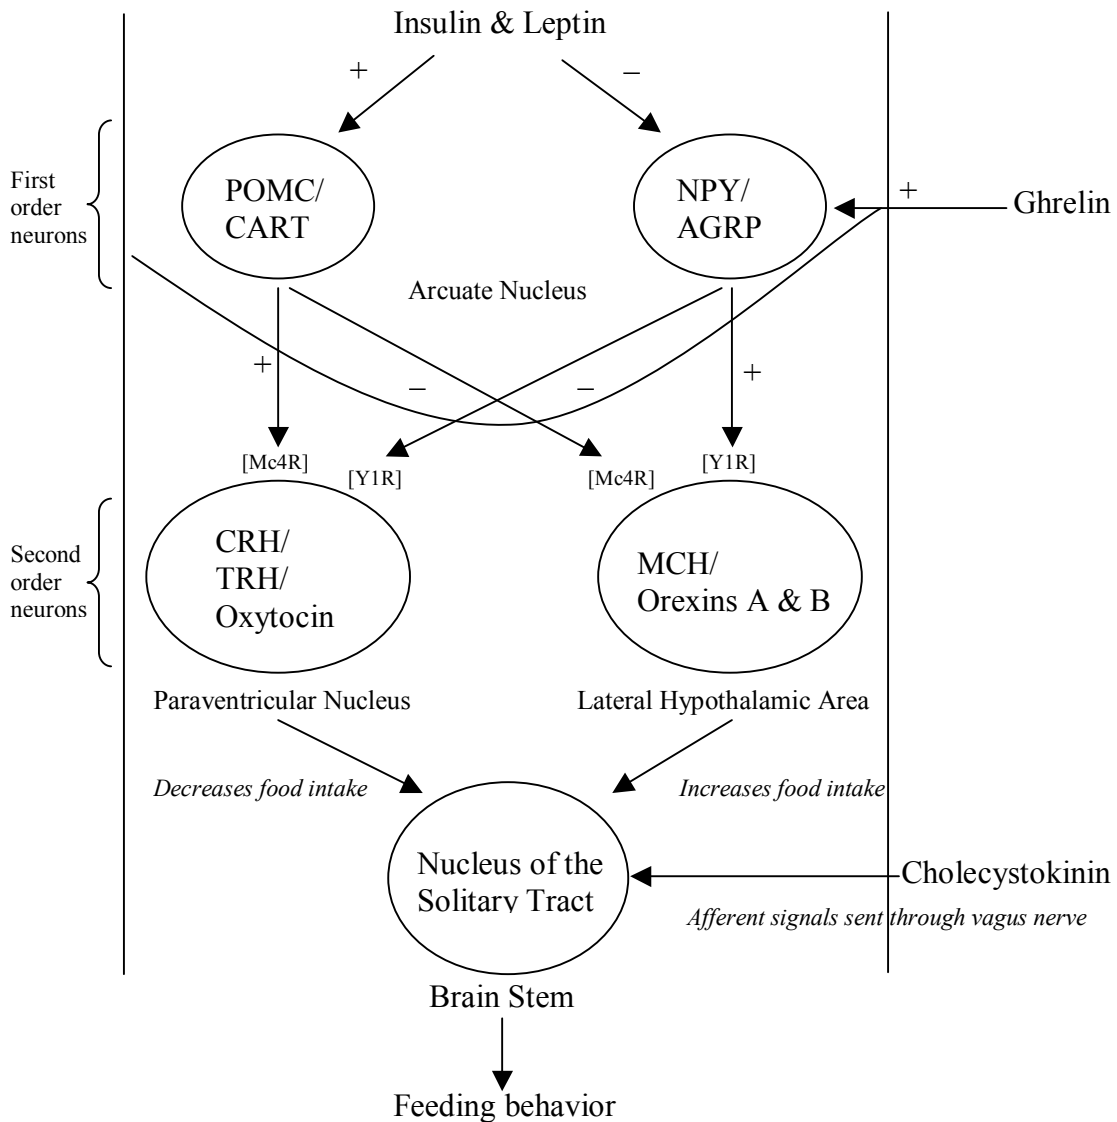 Insulin & Leptin
+
–
First
order
neurons
POMC/
CART
NPY/
AGRP
+
Ghrelin
Arcuate Nucleus
+
–
–
+
[Mc4R]
[Y1R]
[Mc4R]
[Y1R]
Second
order
neurons
CRH/
TRH/
Oxytocin
MCH/
Orexins A & B
Paraventricular Nucleus
Lateral Hypothalamic Area
Decreases food intake
Increases food intake
Nucleus of the
Solitary Tract
Cholecystokinin
Afferent signals sent through vagus nerve
Brain Stem
Feeding behavior